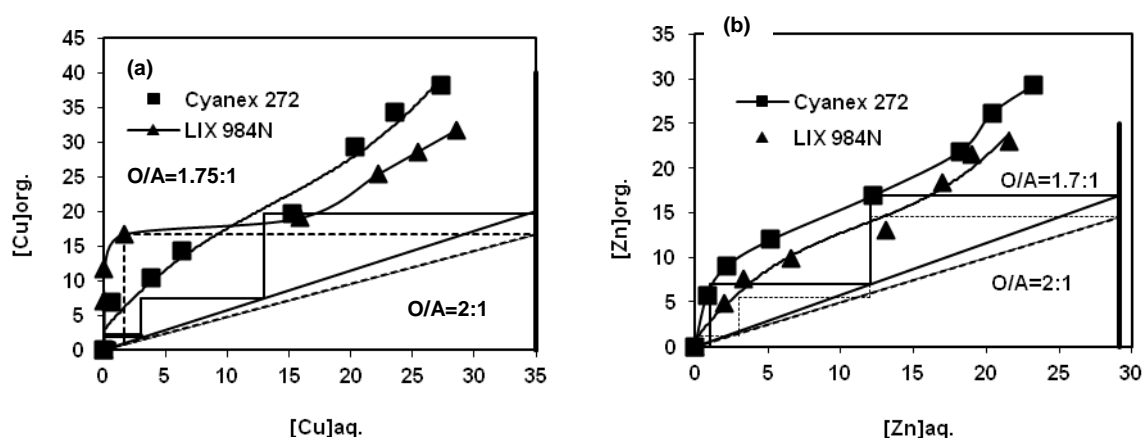 (a)
[Cu]org.
45
40
35
30
25
20
15
10
5
0
Cyanex 272
LIX 984N
O/A=1.75:1
O/A=2:1
0 5 10 15 20 25 30 35
[Cu]aq.
(b)
[Zn]org.
35
30
25
20
15
10
5
0
Cyanex 272
LIX 984N
O/A=1.7:1
O/A=2:1
0 5 10 15 20 25 30
[Zn]aq.